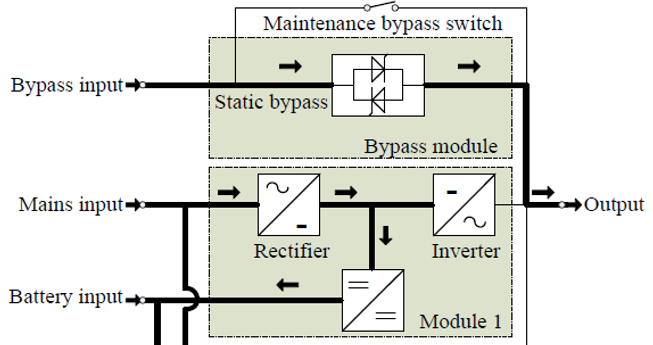 Maintenance bypass switch
Bypass input
Static bypass
Bypass module
Mains input
Output
Rectifier
Inverter
Battery input
Module 1